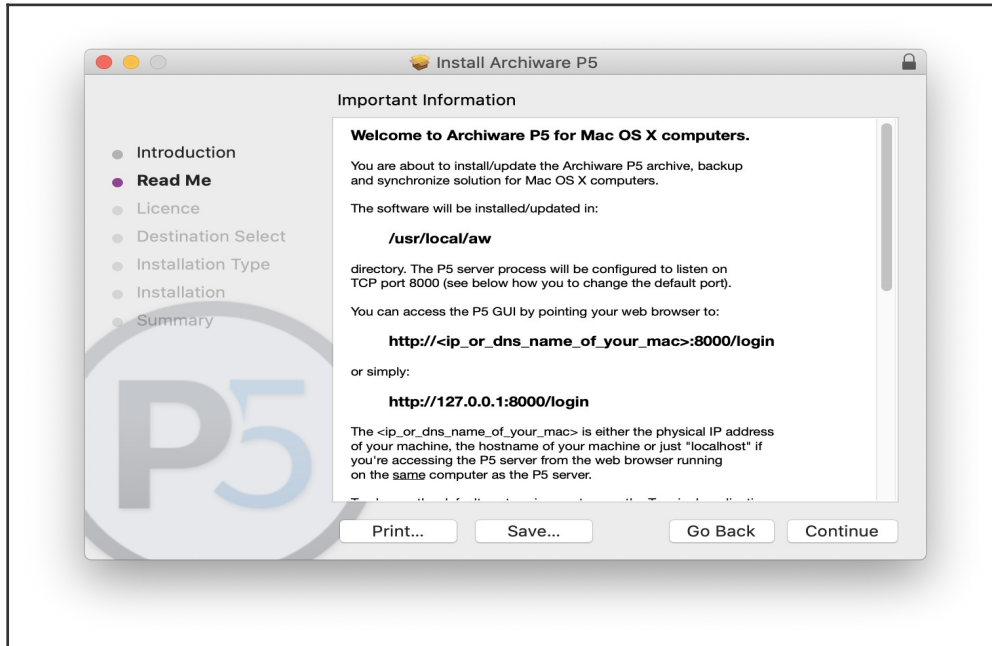 Install Archiware P5
Important Information
Introduction
Read Me
Licence
Destination Select
Installation Type
Installation
Summary
P5
Welcome to Archiware P5 for Mac OS X computers.
You are about to install/update the Archiware P5 archive, backup
and synchronize solution for Mac OS X computers.
The software will be installed/updated in:
/usr/local/aw
directory. The P5 server process will be configured to listen on
TCP port 8000 (see below how you to change the default port).
You can access the P5 GUI by pointing your web browser to:
http://<ip_or_dns_name_of_your_mac>:8000/login
or simply:
http://127.0.0.1:8000/login
The <ip_or_dns_name_of_your_mac> is either the physical IP address
of your machine, the hostname of your machine or just "localhost" if
you're accessing the P5 server from the web browser running
on the same computer as the P5 server.
Print...
Save...
Go Back
Continue